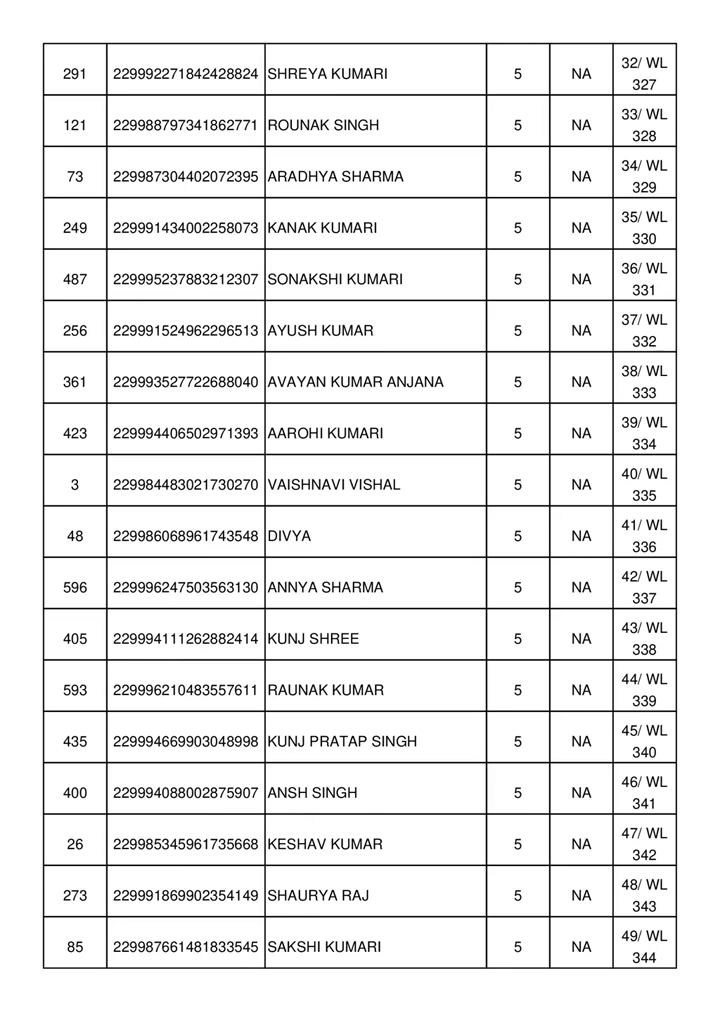 291 229992271842428824 SHREYA KUMARI 5 NA 32/ WL 327
121 229988797341862771 ROUNAK SINGH 5 NA 33/ WL 328
73 229987304402072395 ARADHYA SHARMA 5 NA 34/ WL 329
249 229991434002258073 KANAK KUMARI 5 NA 35/ WL 330
487 229995237883212307 SONAKSHI KUMARI 5 NA 36/ WL 331
256 229991524962296513 AYUSH KUMAR 5 NA 37/ WL 332
361 229993527722688040 AVAYAN KUMAR ANJANA 5 NA 38/ WL 333
423 229994406502971393 AAROHI KUMARI 5 NA 39/ WL 334
3 229984483021730270 VAISHNAVI VISHAL 5 NA 40/ WL 335
48 229986068961743548 DIVYA 5 NA 41/ WL 336
596 229996247503563130 ANNYA SHARMA 5 NA 42/ WL 337
405 229994111262882414 KUNJ SHREE 5 NA 43/ WL 338
593 229996210483557611 RAUNAK KUMAR 5 NA 44/ WL 339
435 229994669903048998 KUNJ PRATAP SINGH 5 NA 45/ WL 340
400 229994088002875907 ANSH SINGH 5 NA 46/ WL 341
26 229985345961735668 KESHAV KUMAR 5 NA 47/ WL 342
273 229991869902354149 SHAURYA RAJ 5 NA 48/ WL 343
85 229987661481833545 SAKSHI KUMARI 5 NA 49/ WL 344